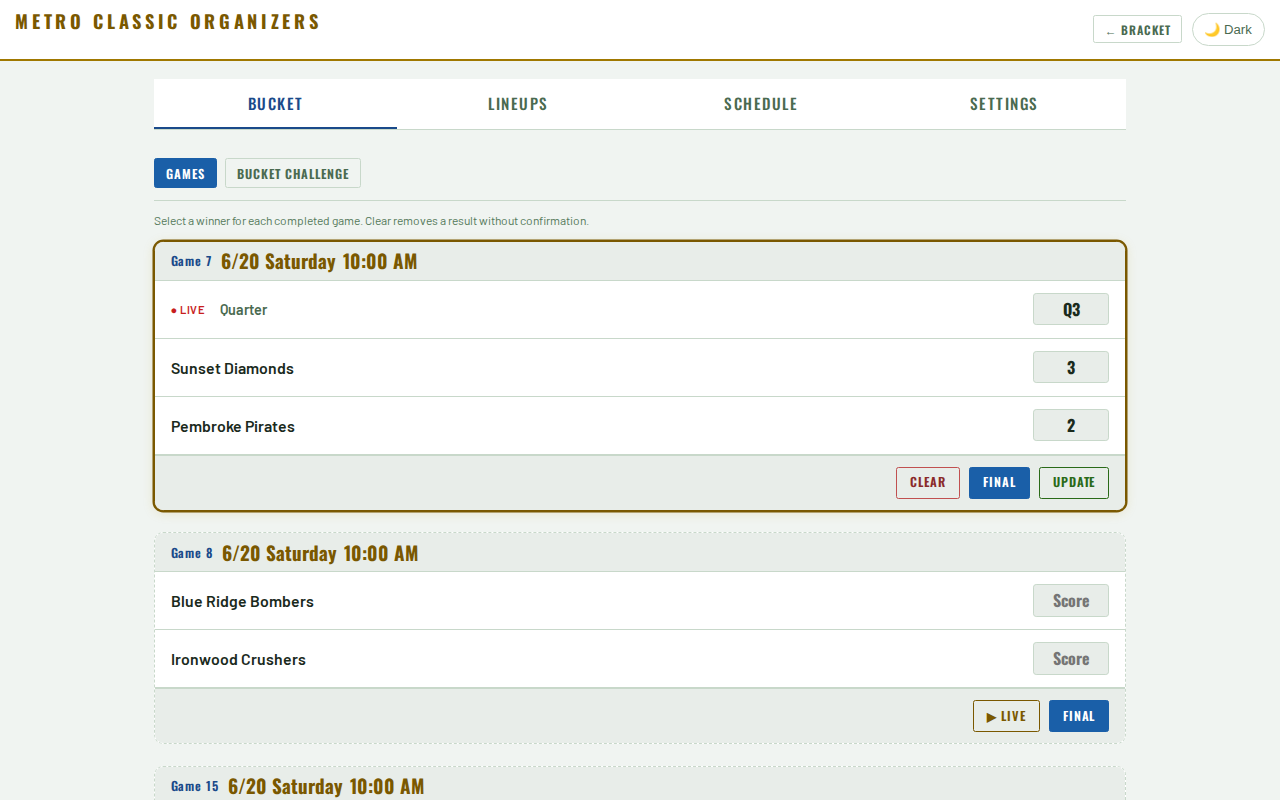 METRO CLASSIC ORGANIZERS
← BRACKET
🌙 Dark
BUCKET LINEUPS SCHEDULE SETTINGS
GAMES BUCKET CHALLENGE
Select a winner for each completed game. Clear removes a result without confirmation.
Game 7 6/20 Saturday 10:00 AM
● LIVE Quarter Q3
Sunset Diamonds 3
Pembroke Pirates 2
CLEAR FINAL UPDATE
Game 8 6/20 Saturday 10:00 AM
Blue Ridge Bombers Score
Ironwood Crushers Score
▶ LIVE FINAL
Game 15 6/20 Saturday 10:00 AM